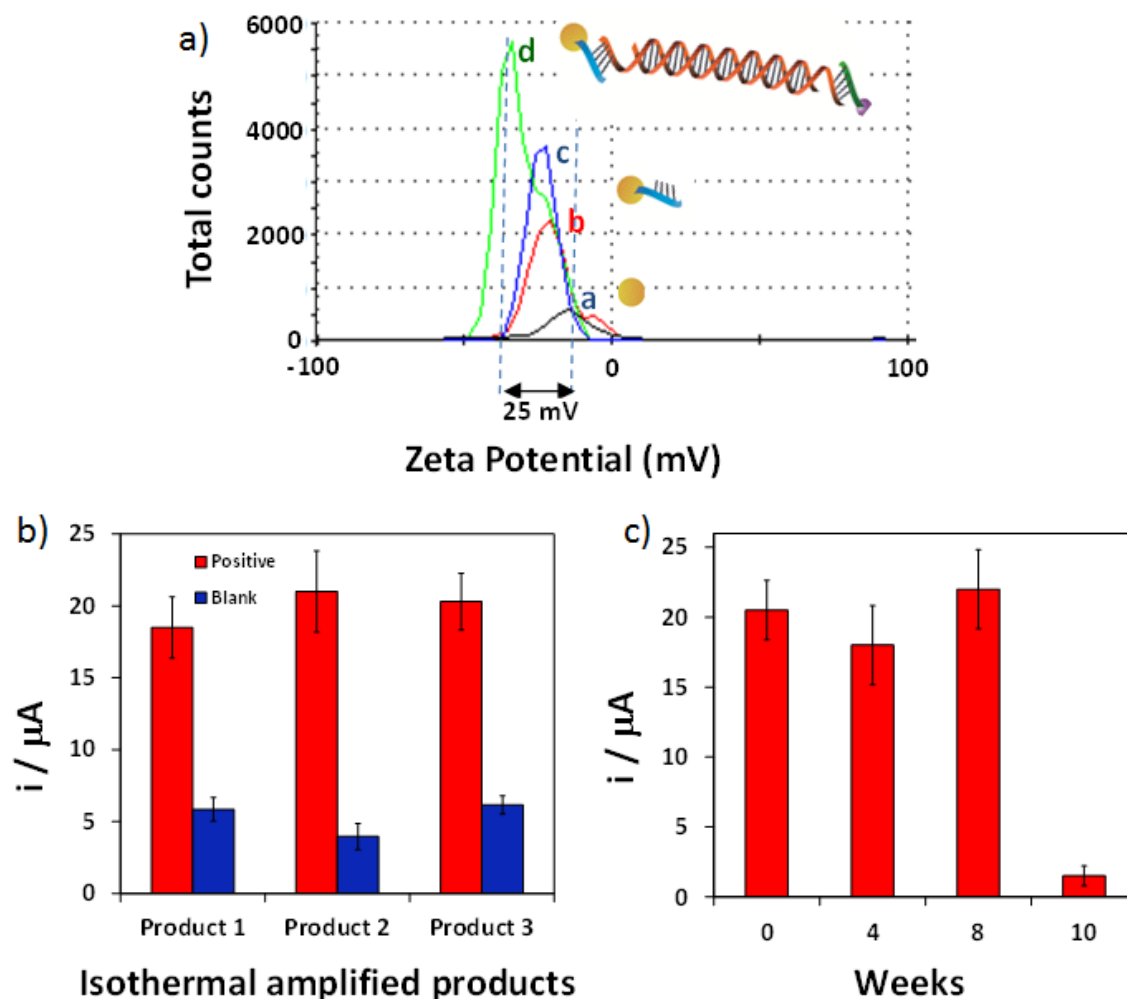 a)
Total counts
6000
4000
2000
0
d
c
b
a
-100
0
100
25 mV
Zeta Potential (mV)
b)
i / μA
25
20
15
10
5
0
Positive
Blank
Product 1
Product 2
Product 3
Isothermal amplified products
c)
i / μA
25
20
15
10
5
0
0
4
8
10
Weeks